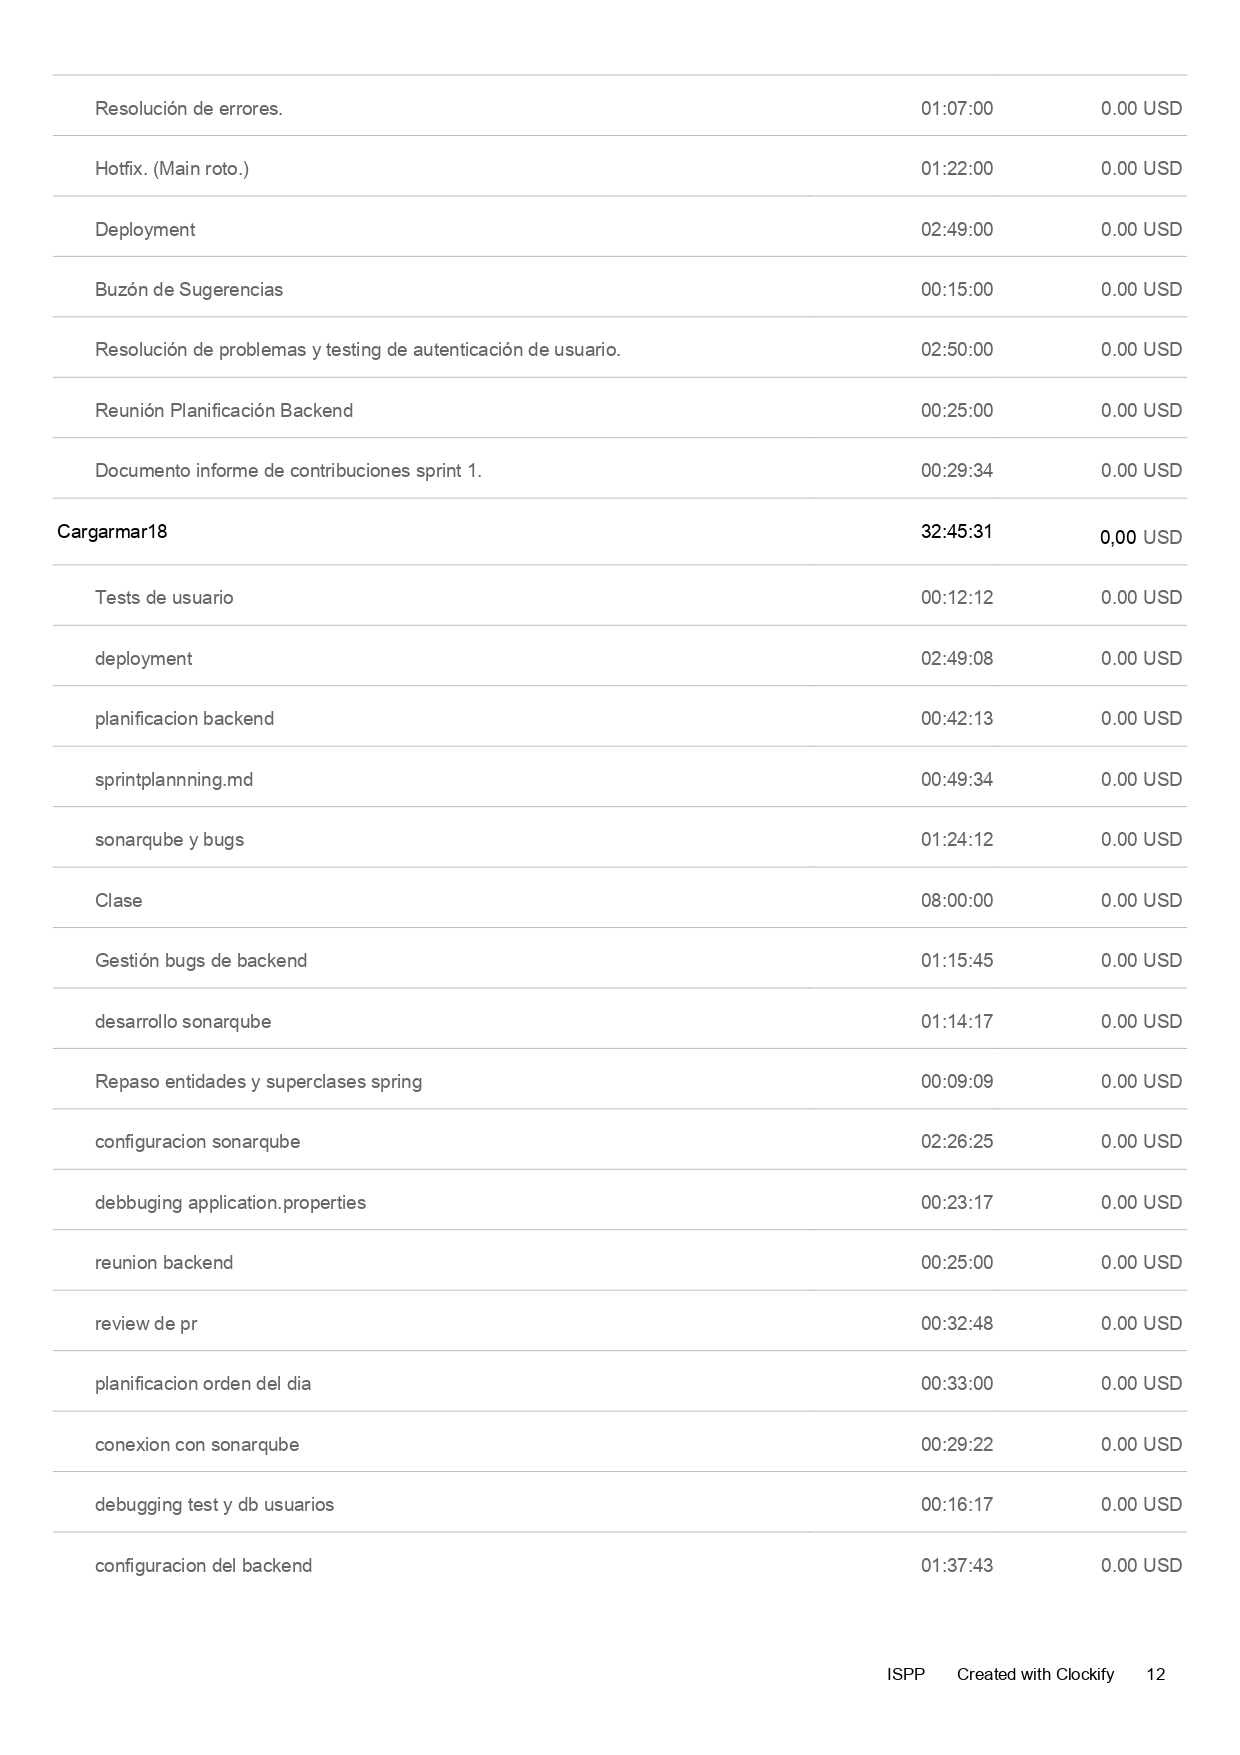 Resolución de errores. 01:07:00 0.00 USD
Hotfix. (Main roto.) 01:22:00 0.00 USD
Deployment 02:49:00 0.00 USD
Buzón de Sugerencias 00:15:00 0.00 USD
Resolución de problemas y testing de autenticación de usuario. 02:50:00 0.00 USD
Reunión Planificación Backend 00:25:00 0.00 USD
Documento informe de contribuciones sprint 1. 00:29:34 0.00 USD
Cargarmar18 32:45:31 0,00 USD
Tests de usuario 00:12:12 0.00 USD
deployment 02:49:08 0.00 USD
planificacion backend 00:42:13 0.00 USD
sprintplannning.md 00:49:34 0.00 USD
sonarqube y bugs 01:24:12 0.00 USD
Clase 08:00:00 0.00 USD
Gestión bugs de backend 01:15:45 0.00 USD
desarrollo sonarqube 01:14:17 0.00 USD
Repaso entidades y superclases spring 00:09:09 0.00 USD
configuracion sonarqube 02:26:25 0.00 USD
debbuging application.properties 00:23:17 0.00 USD
reunion backend 00:25:00 0.00 USD
review de pr 00:32:48 0.00 USD
planificacion orden del dia 00:33:00 0.00 USD
conexion con sonarqube 00:29:22 0.00 USD
debugging test y db usuarios 00:16:17 0.00 USD
configuracion del backend 01:37:43 0.00 USD
ISPP Created with Clockify 12